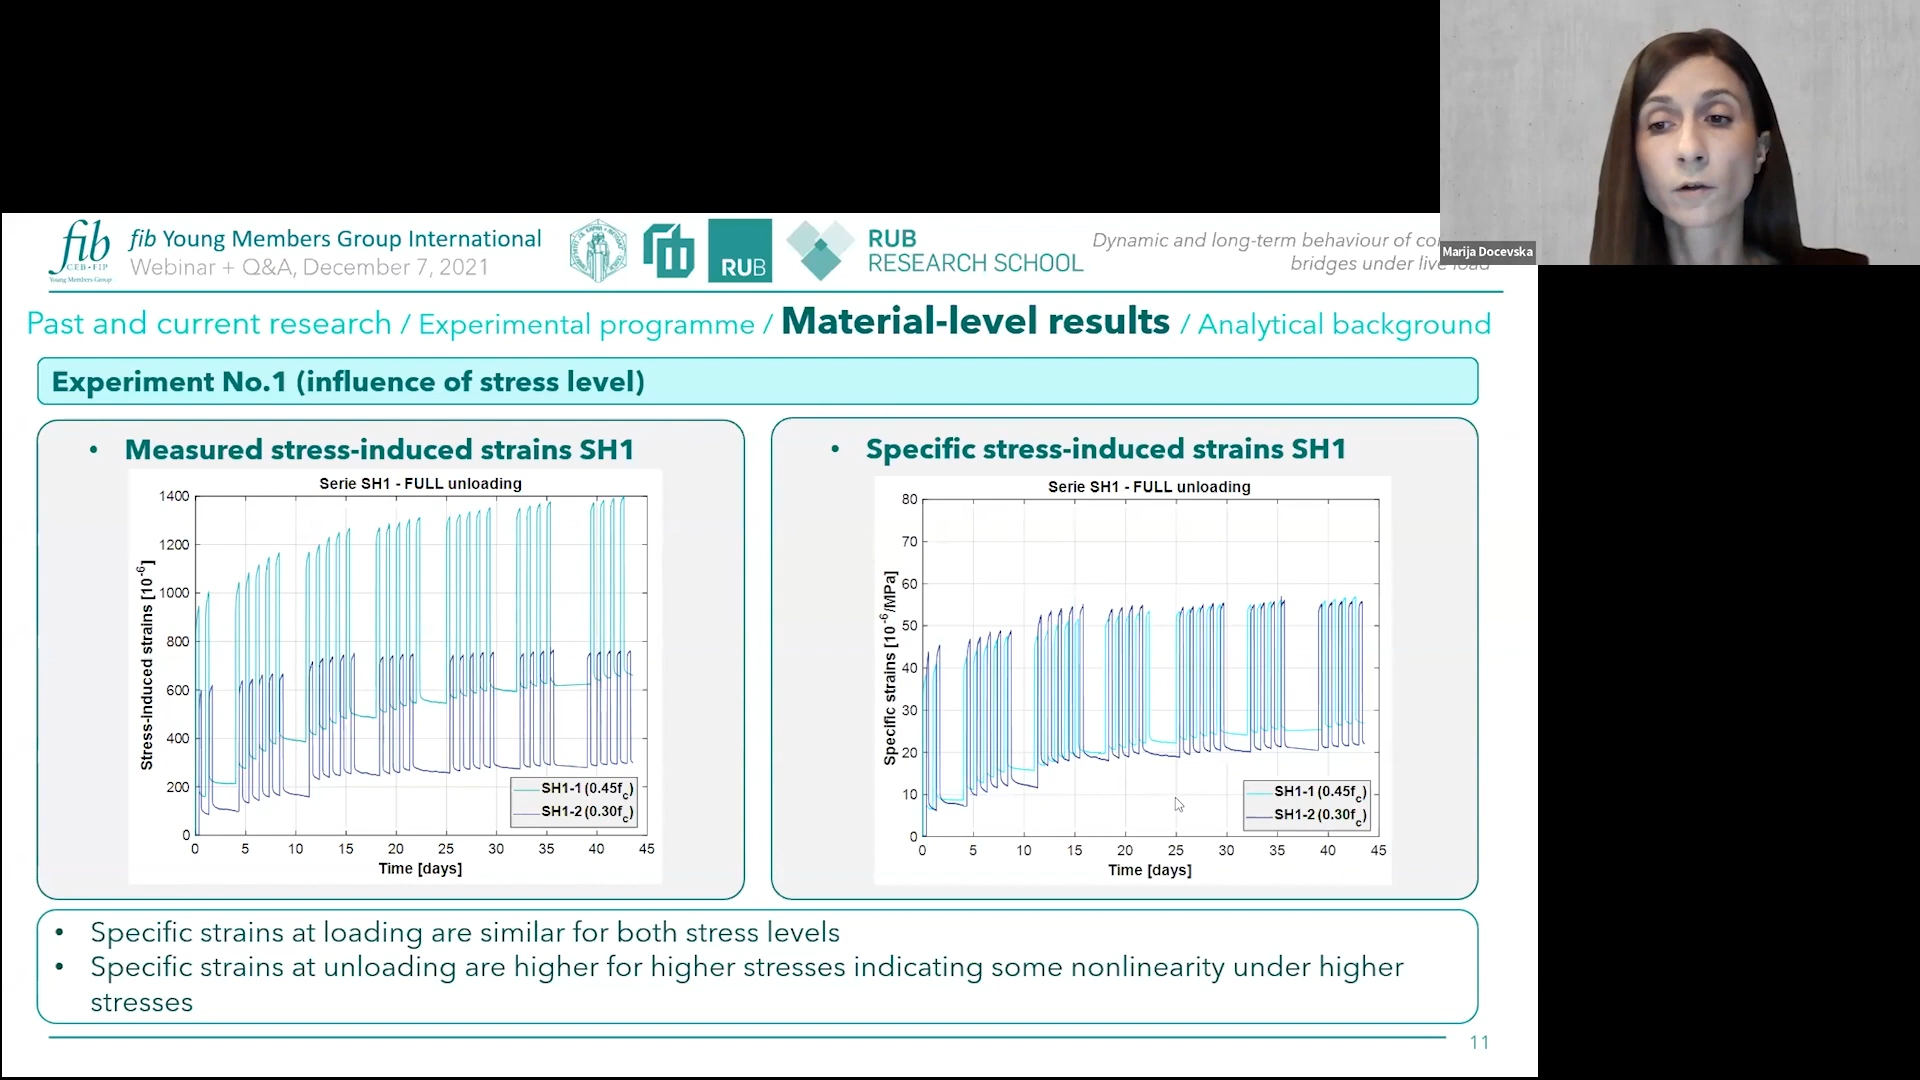 fib
CEB-FIP
Young Members Group
fib Young Members Group International
Webinar + Q&A, December 7, 2021
RUB
RUB
RESEARCH SCHOOL
Dynamic and long-term behaviour of
bridges under live load
Marija Docevska
Past and current research / Experimental programme / Material-level results / Analytical background
Experiment No.1 (influence of stress level)
• Measured stress-induced strains SH1
Serie SH1 - FULL unloading
Stress-induced strains [10-6]
1400
1200
1000
800
600
400
200
0
0 5 10 15 20 25 30 35 40 45
Time [days]
SH1-1 (0.45fc)
SH1-2 (0.30fc)
• Specific stress-induced strains SH1
Serie SH1 - FULL unloading
Specific strains [10-6/MPa]
80
70
60
50
40
30
20
10
0
0 5 10 15 20 25 30 35 40 45
Time [days]
SH1-1 (0.45fc)
SH1-2 (0.30fc)
• Specific strains at loading are similar for both stress levels
• Specific strains at unloading are higher for higher stresses indicating some nonlinearity under higher
stresses
11